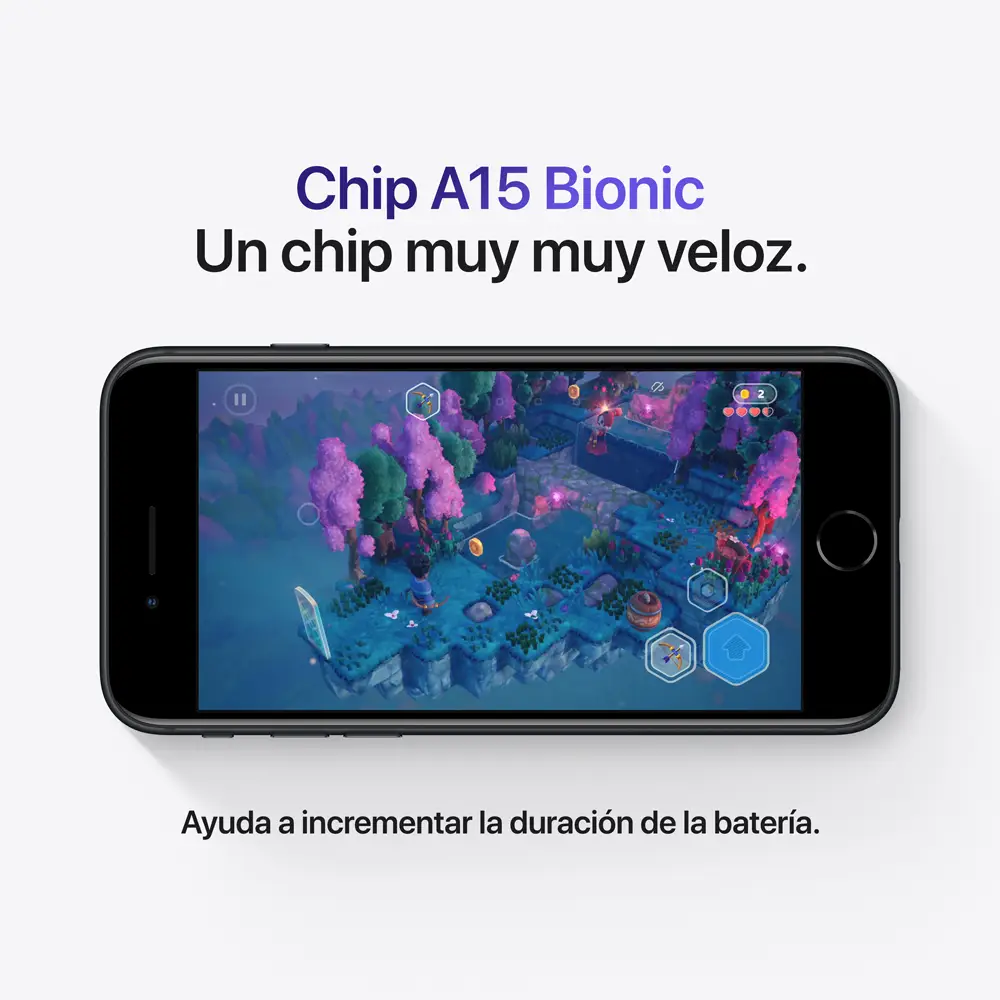 Chip A15 Bionic
Un chip muy muy veloz.
2
Ayuda a incrementar la duración de la batería.